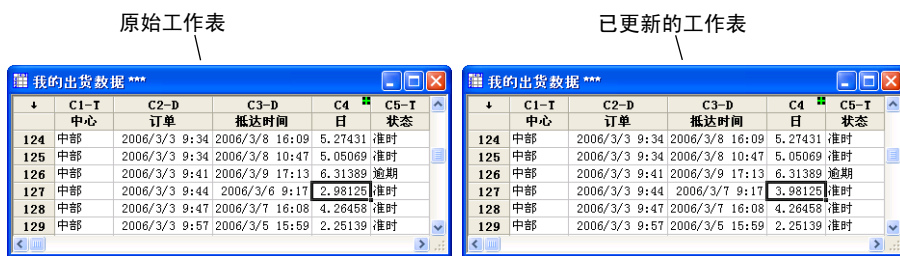 原始工作表
已更新的工作表
我的出货数据 ***
↓ C1-T C2-D C3-D C4 C5-T
中心 订单 抵达时间 日 状态
124 中部 2006/3/3 9:34 2006/3/8 16:09 5.27431 准时
125 中部 2006/3/3 9:34 2006/3/8 10:47 5.05069 准时
126 中部 2006/3/3 9:41 2006/3/9 17:13 6.31389 逾期
127 中部 2006/3/3 9:44 2006/3/6 9:17 2.98125 准时
128 中部 2006/3/3 9:47 2006/3/7 16:08 4.26458 准时
129 中部 2006/3/3 9:57 2006/3/5 15:59 2.25139 准时
我的出货数据 ***
↓ C1-T C2-D C3-D C4 C5-T
中心 订单 抵达时间 日 状态
124 中部 2006/3/3 9:34 2006/3/8 16:09 5.27431 准时
125 中部 2006/3/3 9:34 2006/3/8 10:47 5.05069 准时
126 中部 2006/3/3 9:41 2006/3/9 17:13 6.31389 逾期
127 中部 2006/3/3 9:44 2006/3/7 9:17 3.98125 准时
128 中部 2006/3/3 9:47 2006/3/7 16:08 4.26458 准时
129 中部 2006/3/3 9:57 2006/3/5 15:59 2.25139 准时